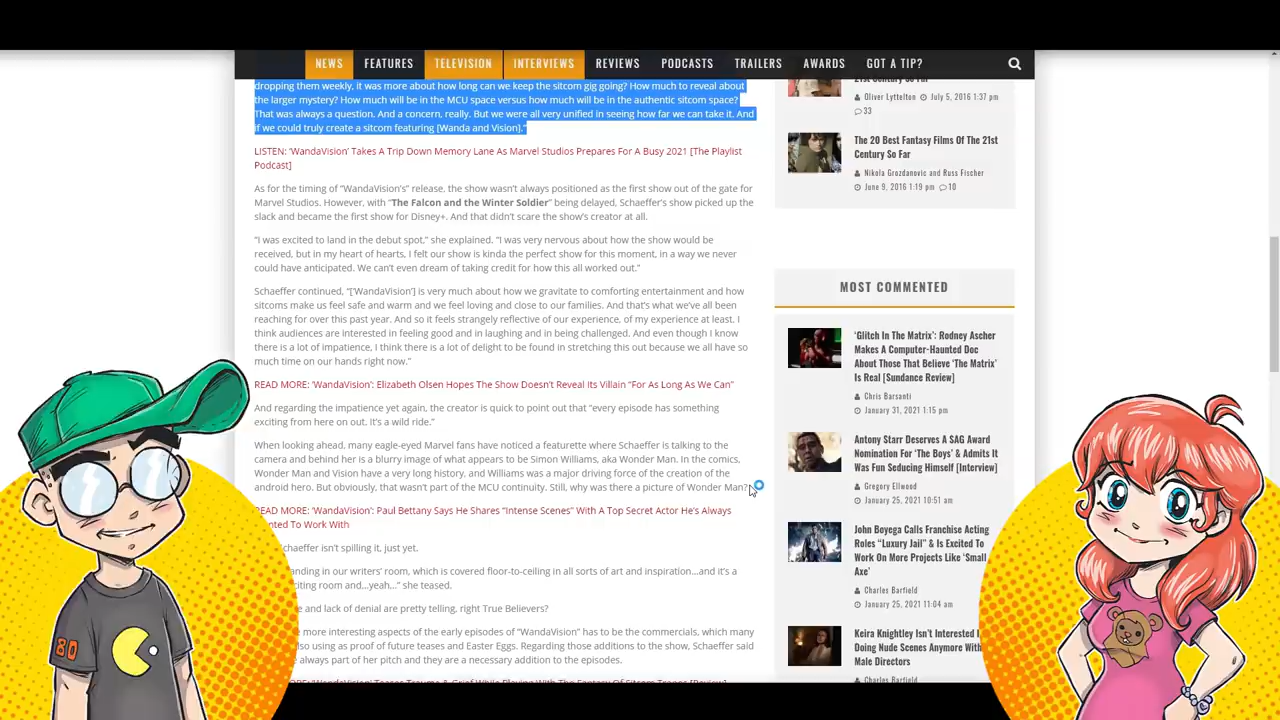 NEWS FEATURES TELEVISION INTERVIEWS REVIEWS PODCASTS TRAILERS AWARDS GOT A TIP?
dropping them weekly, it was more about how long can we keep the sitcom gig going? How much to reveal about
the larger mystery? How much will be in the MCU space versus how much will be in the authentic sitcom space?
That was always a question. And a concern, really. But we were all very unified in seeing how far we can take it. And
if we could truly create a sitcom featuring [Wanda and Vision]."
LISTEN: 'WandaVision' Takes A Trip Down Memory Lane As Marvel Studios Prepares For A Busy 2021 [The Playlist
Podcast]
As for the timing of "WandaVision's" release, the show wasn't always positioned as the first show out of the gate for
Marvel Studios. However, with "The Falcon and the Winter Soldier" being delayed, Schaeffer's show picked up the
slack and became the first show for Disney+. And that didn't scare the show's creator at all.
"I was excited to land in the debut spot," she explained. "I was very nervous about how the show would be
received, but in my heart of hearts, I felt our show is kinda the perfect show for this moment, in a way we never
could have anticipated. We can't even dream of taking credit for how this all worked out."
Schaeffer continued, "['WandaVision'] is very much about how we gravitate to comforting entertainment and how
sitcoms make us feel safe and warm and we feel loving and close to our families. And that's what we've all been
reaching for over this past year. And so it feels strangely reflective of our experience, of my experience at least. I
think audiences are interested in feeling good and in laughing and in being challenged. And even though I know
there is a lot of impatience, I think there is a lot of delight to be found in stretching this out because we all have so
much time on our hands right now."
READ MORE: 'WandaVision': Elizabeth Olsen Hopes The Show Doesn't Reveal Its Villain "For As Long As We Can"
And regarding the impatience yet again, the creator is quick to point out that "every episode has something
exciting from here on out. It's a wild ride."
When looking ahead, many eagle-eyed Marvel fans have noticed a featurette where Schaeffer is talking to the
camera and behind her is a blurry image of what appears to be Simon Williams, aka Wonder Man. In the comics,
Wonder Man and Vision have a very long history, and Williams was a major driving force of the creation of the
android hero. But obviously, that wasn't part of the MCU continuity. Still, why was there a picture of Wonder Man?
READ MORE: 'WandaVision': Paul Bettany Says He Shares "Intense Scenes" With A Top Secret Actor He's Always
Wanted To Work With
Schaeffer isn't spilling it, just yet.
anding in our writers' room, which is covered floor-to-ceiling in all sorts of art and inspiration…and it's a
citing room and…yeah,.." she teased.
e and lack of denial are pretty telling, right True Believers?
more interesting aspects of the early episodes of "WandaVision" has to be the commercials, which many
also using as proof of future teases and Easter Eggs. Regarding those additions to the show, Schaeffer said
e always part of her pitch and they are a necessary addition to the episodes.
ORE: 'WandaVision' Teases Trauma & Grief While Playing With The Fantasy Of Sitcom Tropes [Review]
21st Century So Far
Oliver Lyttelton July 5, 2016 1:37 pm
33
The 20 Best Fantasy Films Of The 21st
Century So Far
Nikola Grozdanovic and Russ Fischer
June 9, 2016 1:19 pm 10
MOST COMMENTED
'Glitch In The Matrix': Rodney Ascher
Makes A Computer-Haunted Doc
About Those That Believe 'The Matrix'
Is Real [Sundance Review]
Chris Barsanti
January 31, 2021 1:15 pm
Antony Starr Deserves A SAG Award
Nomination For 'The Boys' & Admits It
Was Fun Seducing Himself [Interview]
Gregory Ellwood
January 25, 2021 10:51 am
John Boyega Calls Franchise Acting
Roles "Luxury Jail" & Is Excited To
Work On More Projects Like 'Small
Axe'
Charles Barfield
January 25, 2021 11:04 am
Keira Knightley Isn't Interested I
Doing Nude Scenes Anymore With
Male Directors
Charles Barfield
80